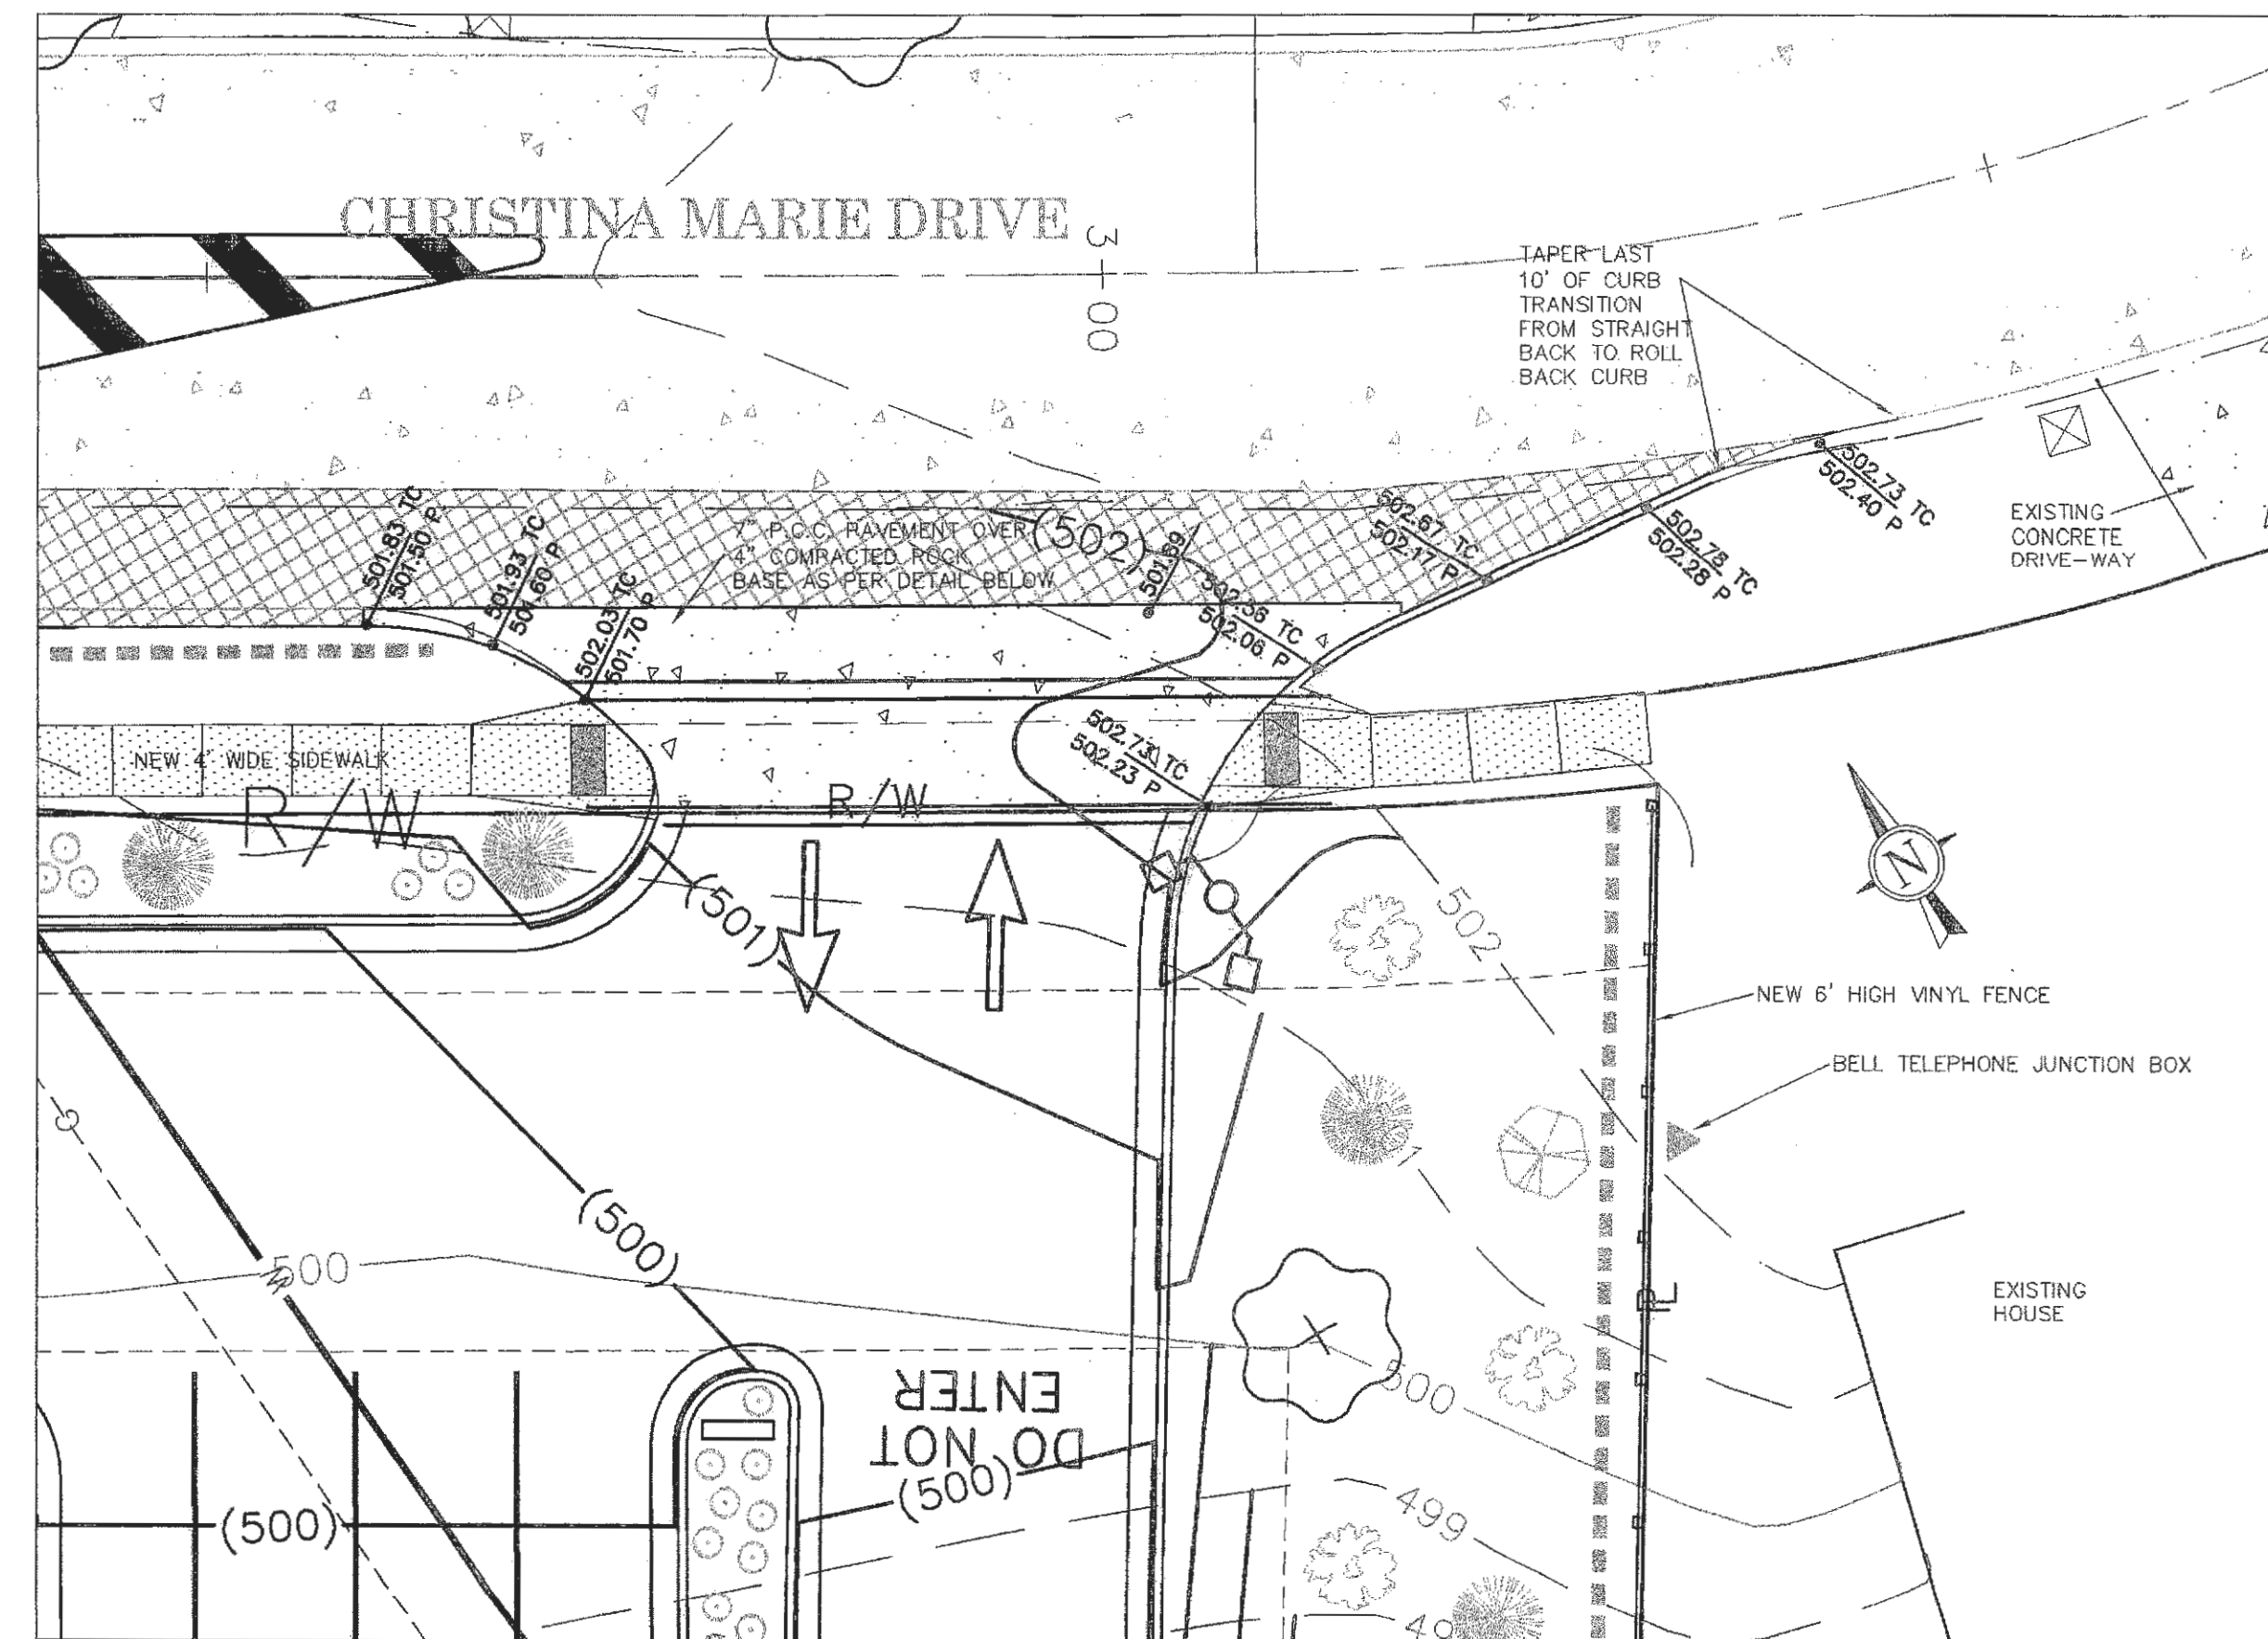 CHRISTINA MARIE DRIVE
3+00
TAPER LAST
10' OF CURB
TRANSITION
FROM STRAIGHT
BACK TO ROLL
BACK CURB
501.83 TC
501.50 P
501.93 TC
501.60 P
502.03 TC
501.70 P
7" P.C.C. PAVEMENT OVER
4" COMPACTED ROCK
BASE AS PER DETAIL BELOW
(502)
501.89
502.67 TC
502.17 P
502.56 TC
502.06 P
502.78 TC
502.28 P
502.73 TC
502.40 P
EXISTING
CONCRETE
DRIVE-WAY
502.73 TC
502.23 P
NEW 4' WIDE SIDEWALK
R/W
R/W
(501)
502
N
NEW 6' HIGH VINYL FENCE
BELL TELEPHONE JUNCTION BOX
G
(500)
500
W
PL
EXISTING
HOUSE
DO NOT
ENTER
500
(500)
(500)
499